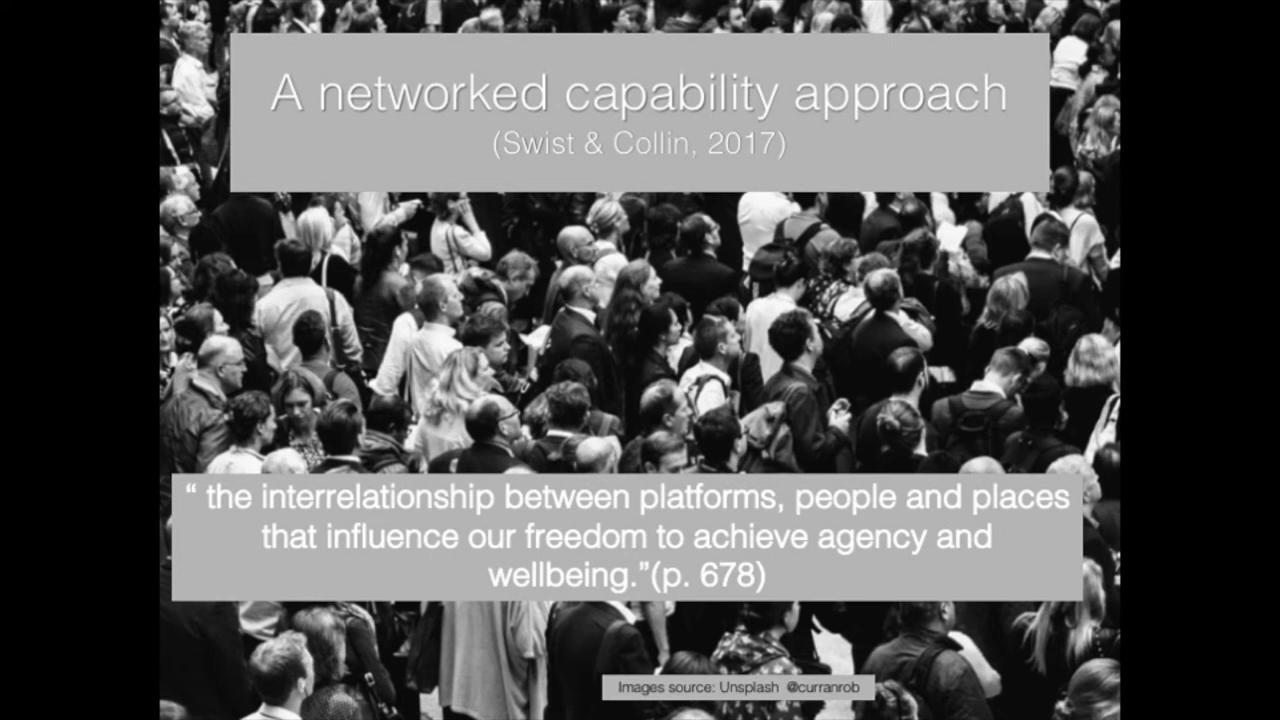 A networked capability approach
(Swist & Collin, 2017)
“ the interrelationship between platforms, people and places
that influence our freedom to achieve agency and
wellbeing.”(p. 678)
Images source: Unsplash @curranrob